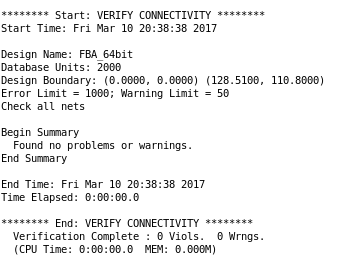 ******** Start: VERIFY CONNECTIVITY ********
Start Time: Fri Mar 10 20:38:38 2017

Design Name: FBA_64bit
Database Units: 2000
Design Boundary: (0.0000, 0.0000) (128.5100, 110.8000)
Error Limit = 1000; Warning Limit = 50
Check all nets

Begin Summary
  Found no problems or warnings.
End Summary

End Time: Fri Mar 10 20:38:38 2017
Time Elapsed: 0:00:00.0

******** End: VERIFY CONNECTIVITY ********
  Verification Complete : 0 Viols.  0 Wrngs.
  (CPU Time: 0:00:00.0  MEM: 0.000M)